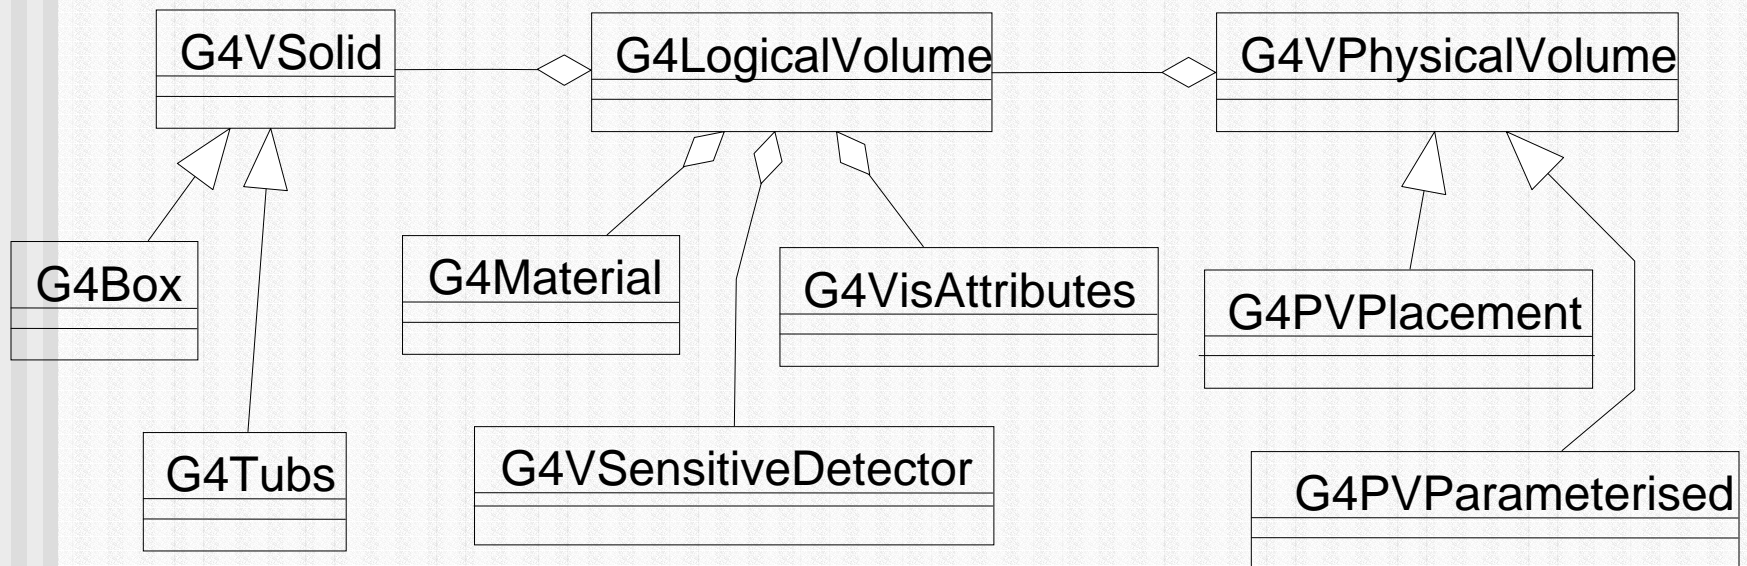 G4VSolid
G4LogicalVolume
G4VPhysicalVolume
G4Box
G4Material
G4VisAttributes
G4PVPlacement
G4Tubs
G4VSensitiveDetector
G4PVParameterised